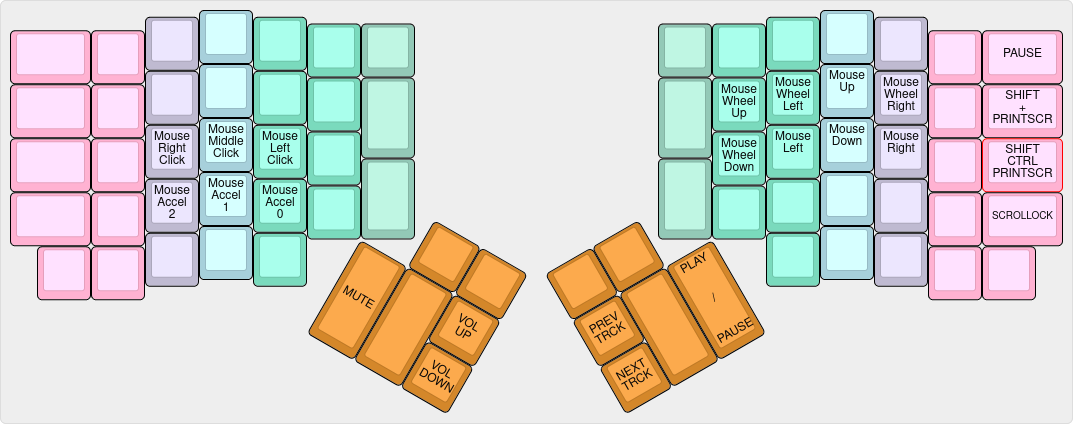 Mouse
Right
Click
Mouse
Middle
Click
Mouse
Left
Click
Mouse
Accel
2
Mouse
Accel
1
Mouse
Accel
0
MUTE
VOL
UP
VOL
DOWN
Mouse
Wheel
Up
Mouse
Wheel
Left
Mouse
Up
Mouse
Wheel
Right
Mouse
Wheel
Down
Mouse
Left
Mouse
Down
Mouse
Right
PAUSE
SHIFT
+
PRINTSCR
SHIFT
CTRL
PRINTSCR
SCROLLOCK
PREV
TRCK
NEXT
TRCK
PLAY
/
PAUSE